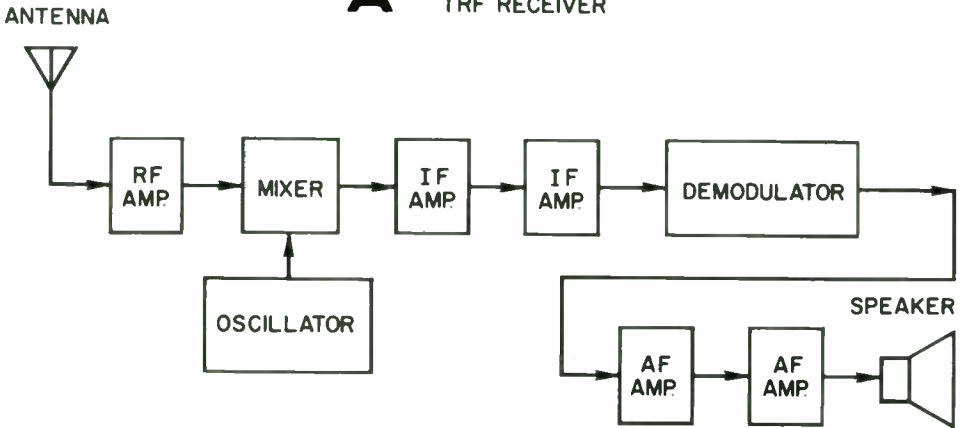 A TRF RECEIVER
ANTENNA
RF
AMP.
MIXER
IF
AMP.
IF
AMP.
DEMODULATOR
OSCILLATOR
SPEAKER
AF
AMP.
AF
AMP.